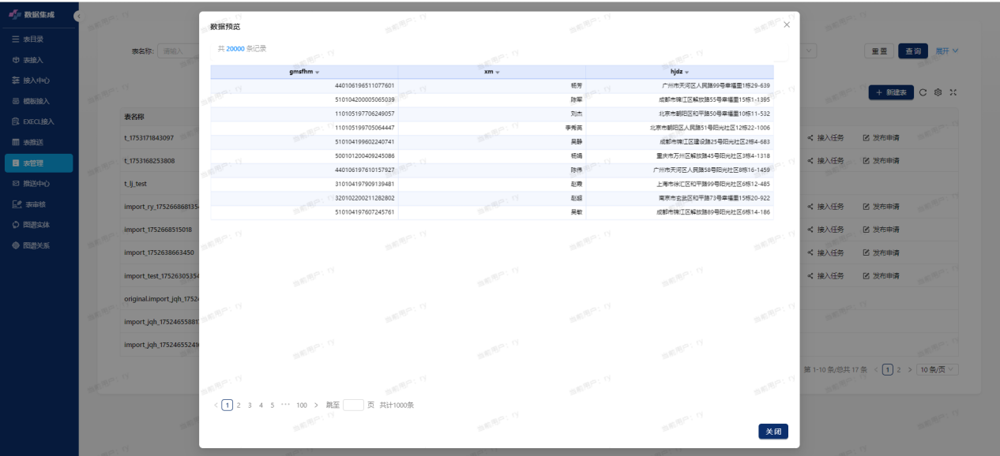 数据集成
表目录
表接入
接入中心
模板接入
EXECL接入
表推送
表管理
推送中心
表审核
图谱实体
图谱关系
表名称: 请输入
重置 查询 展开
+ 新建表
表名称
t_1753171843097 接入任务 发布申请
t_1753168253808 接入任务 发布申请
t_lj_test
import_ry_175266868135 接入任务 发布申请
import_1752668515018 接入任务 发布申请
import_1752638663450 接入任务 发布申请
import_test_17526305354 接入任务 发布申请
original.import_jqh_1752
import_jqh_17524655881
import_jqh_17524655241
第 1-10 条/总共 17 条 < 1 2 > 10 条/页
数据预览
共 20000 条记录
gmsfhm xm hjdz
440106196511077601 杨芳 广州市天河区人民路99号幸福里1栋29-639
510104200005065039 陈军 成都市锦江区解放路55号幸福里15栋1-1395
110105197706249057 刘杰 北京市朝阳区和平路50号幸福里10栋11-532
110105199705064447 李秀英 北京市朝阳区人民路51号阳光社区12栋22-1006
510104199602240741 吴静 成都市锦江区建设路25号阳光社区2栋4-683
500101200409245086 杨娟 重庆市万州区解放路45号阳光社区3栋4-1318
440106197610157927 陈伟 广州市天河区人民路58号阳光社区8栋16-1459
310104197909139481 赵霞 上海市徐汇区和平路99号阳光社区6栋12-485
320102200211282802 赵超 南京市玄武区和平路73号幸福里15栋20-922
510104197607245761 吴敏 成都市锦江区解放路89号阳光社区6栋14-186
< 1 2 3 4 5 ••• 100 > 跳至 页 共计1000条
关闭
当前用户：ry